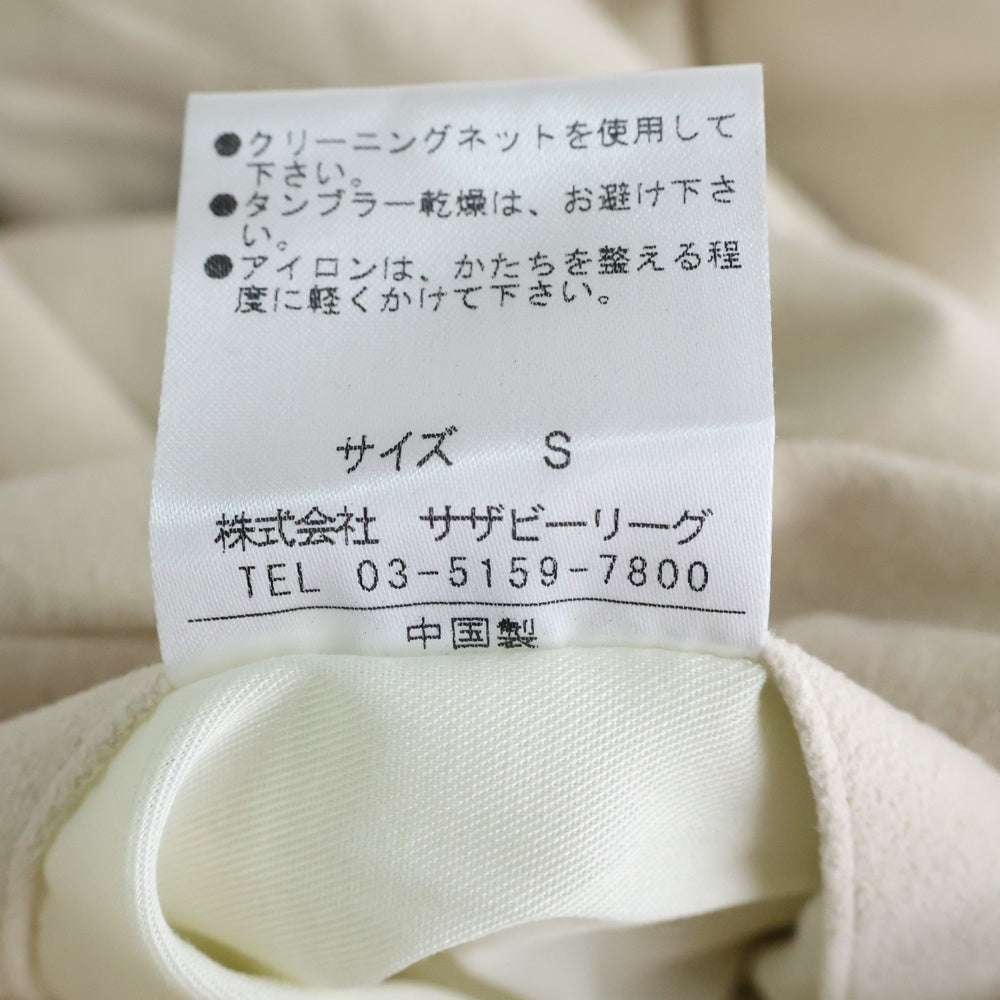 ●クリーニングネットを使用して
下さい。
●タンブラー乾燥は、お避け下さ
い。
●アイロンは、かたちを整える程
度に軽くかけて下さい。
サイズ S
株式会社 サザビーリーグ
TEL 03-5159-7800
中国製